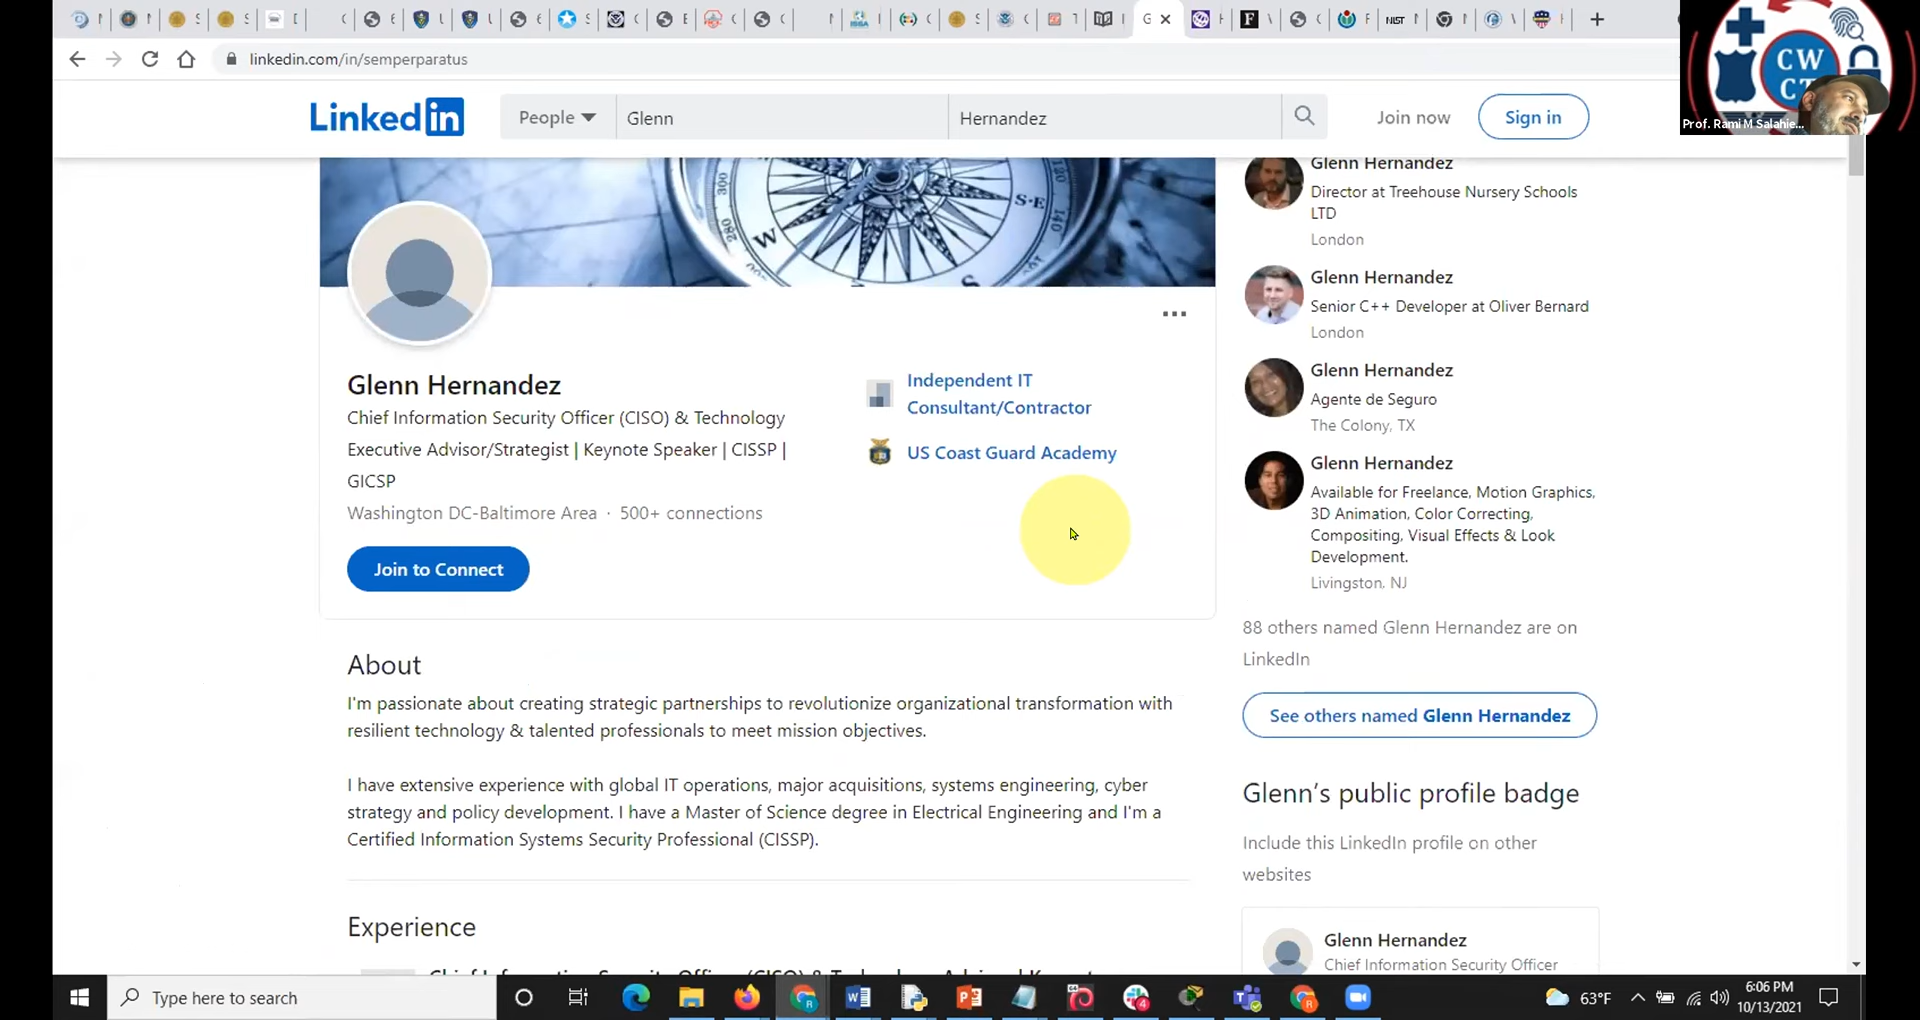 linkedin.com/in/semperparatus
CW
CT
Prof. Rami M Salahie...
Linked in
People
Glenn
Hernandez
Join now
Sign in
Glenn Hernandez
Chief Information Security Officer (CISO) & Technology
Executive Advisor/Strategist | Keynote Speaker | CISSP |
GICSP
Washington DC-Baltimore Area · 500+ connections
Join to Connect
Independent IT
Consultant/Contractor
US Coast Guard Academy
About
I'm passionate about creating strategic partnerships to revolutionize organizational transformation with
resilient technology & talented professionals to meet mission objectives.
I have extensive experience with global IT operations, major acquisitions, systems engineering, cyber
strategy and policy development. I have a Master of Science degree in Electrical Engineering and I'm a
Certified Information Systems Security Professional (CISSP).
Experience
Glenn Hernandez
Director at Treehouse Nursery Schools
LTD
London
Glenn Hernandez
Senior C++ Developer at Oliver Bernard
London
Glenn Hernandez
Agente de Seguro
The Colony, TX
Glenn Hernandez
Available for Freelance, Motion Graphics,
3D Animation, Color Correcting,
Compositing, Visual Effects & Look
Development.
Livingston, NJ
88 others named Glenn Hernandez are on
LinkedIn
See others named Glenn Hernandez
Glenn's public profile badge
Include this LinkedIn profile on other
websites
Glenn Hernandez
Chief Information Security Officer
Type here to search
63°F
6:06 PM
10/13/2021